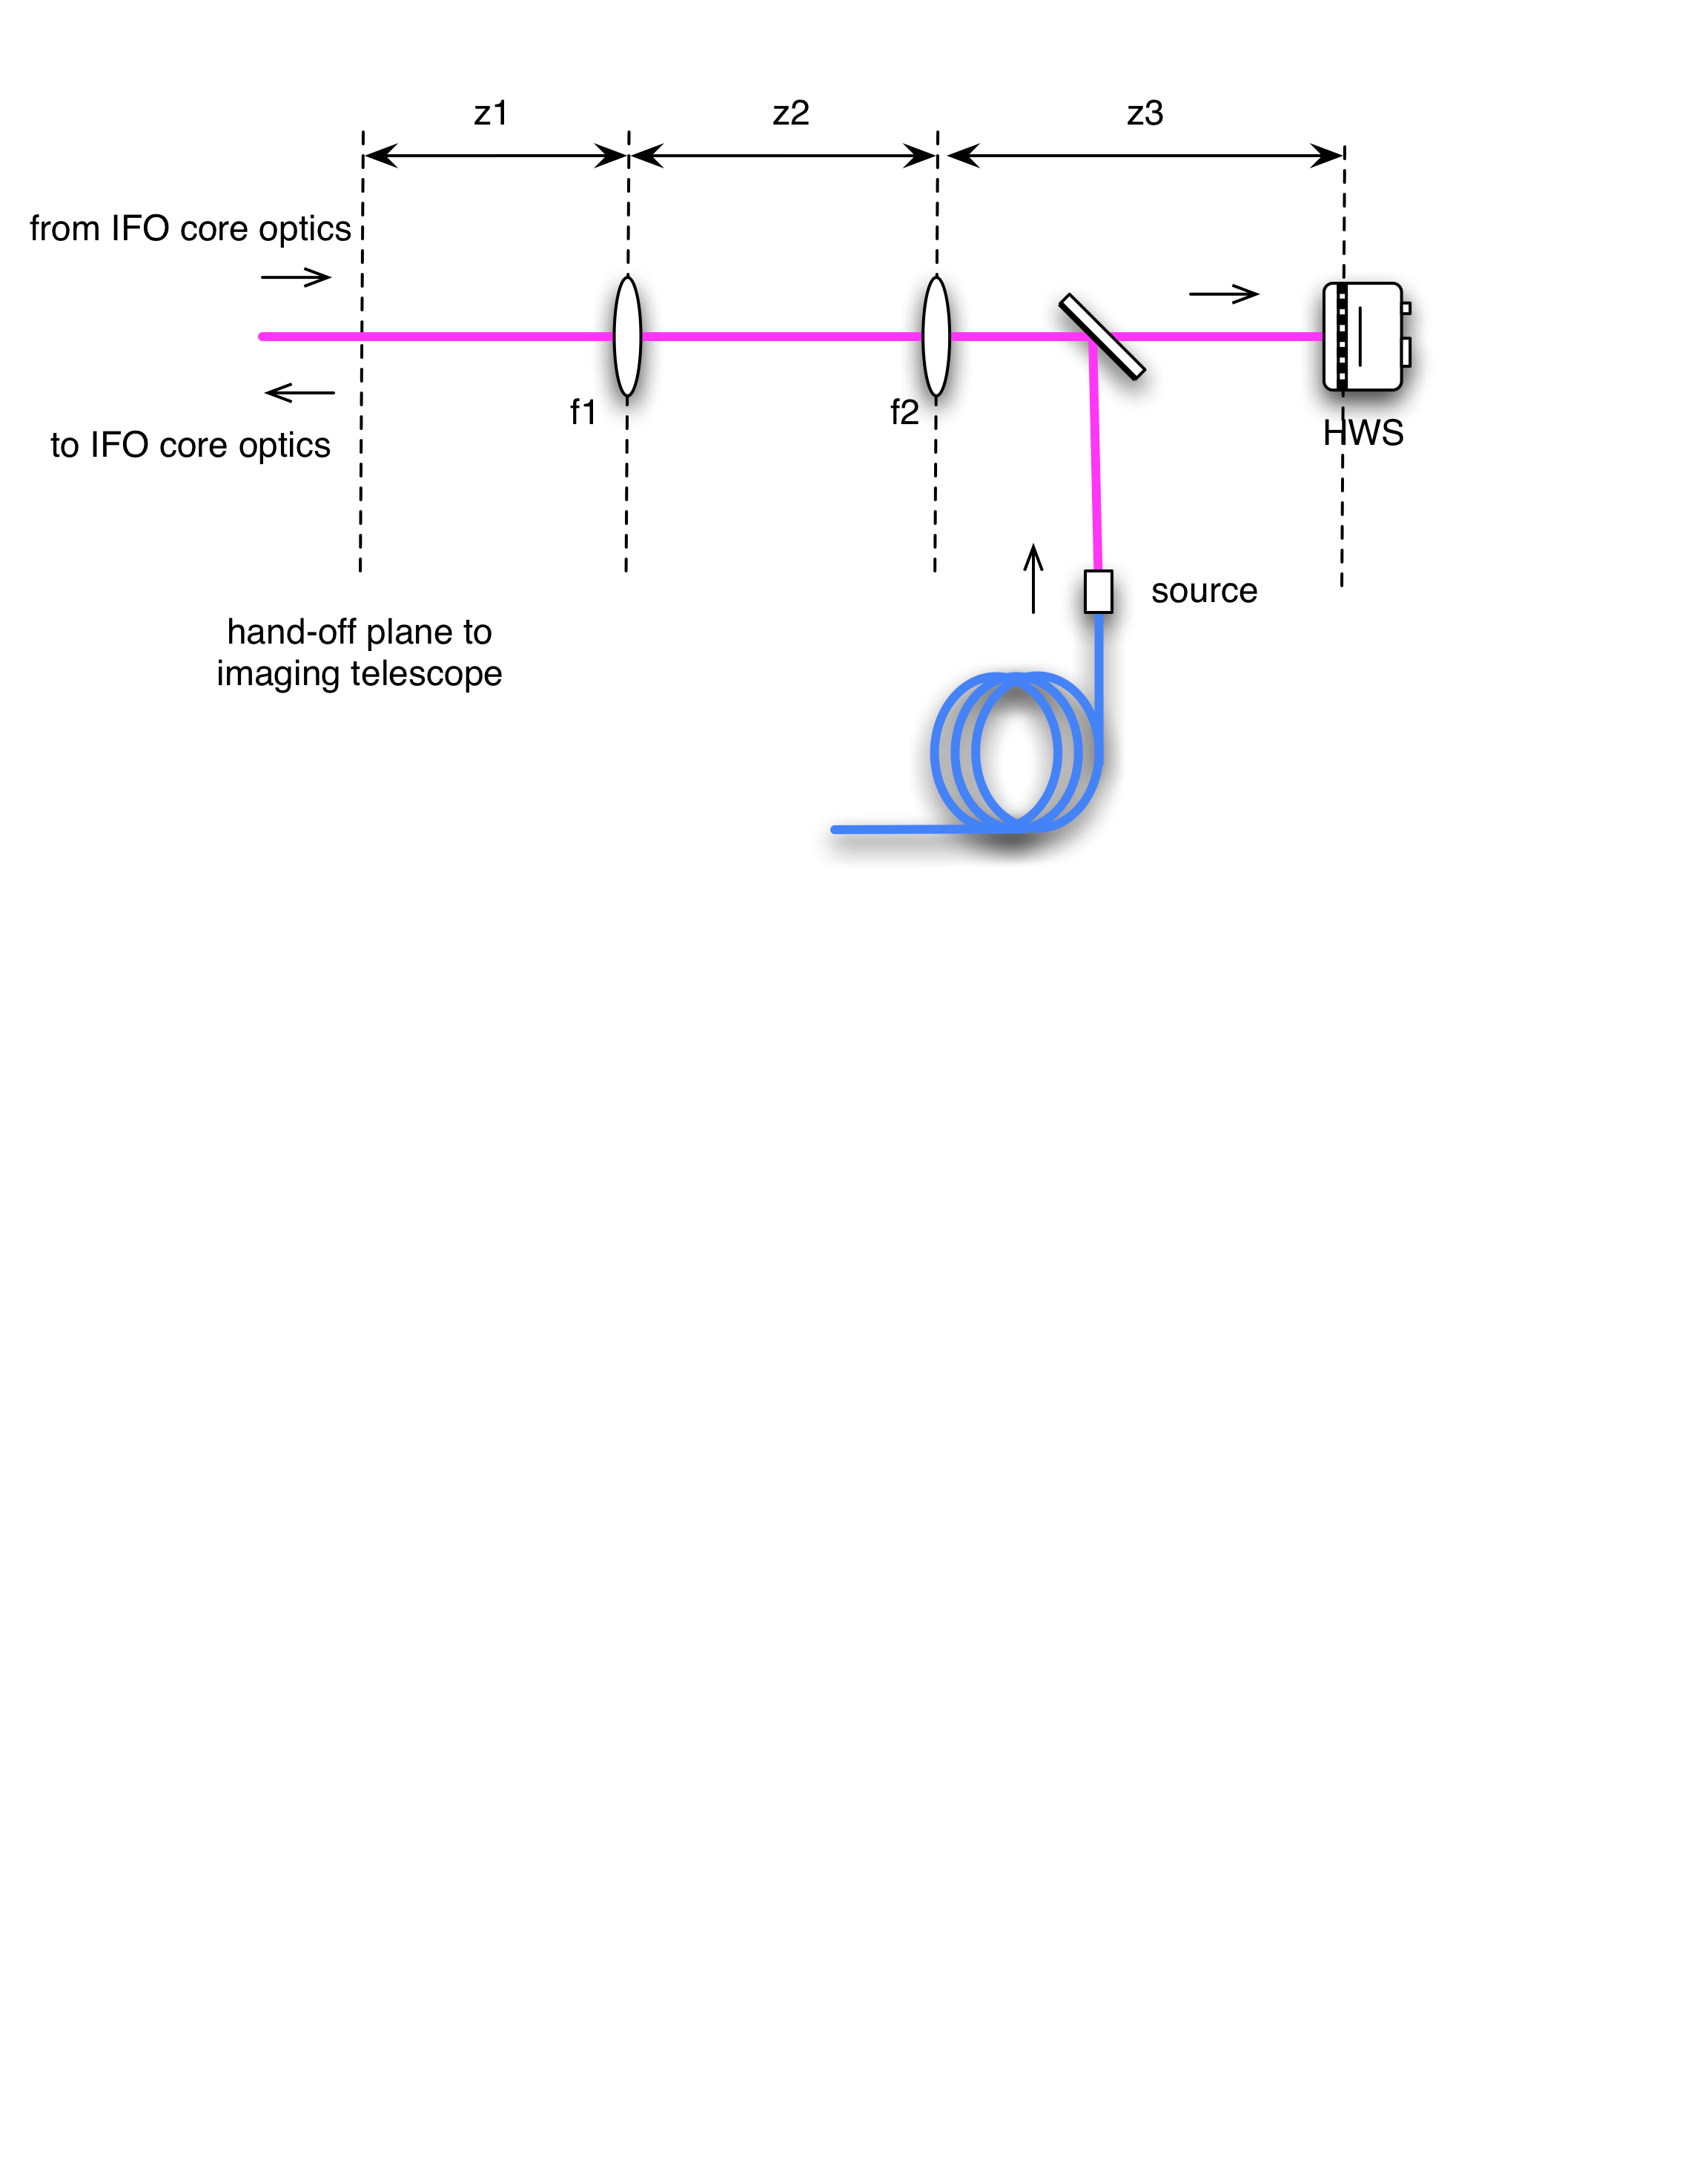 z1
z2
z3
from IFO core optics
to IFO core optics
f1
f2
HWS
source
hand-off plane to
imaging telescope